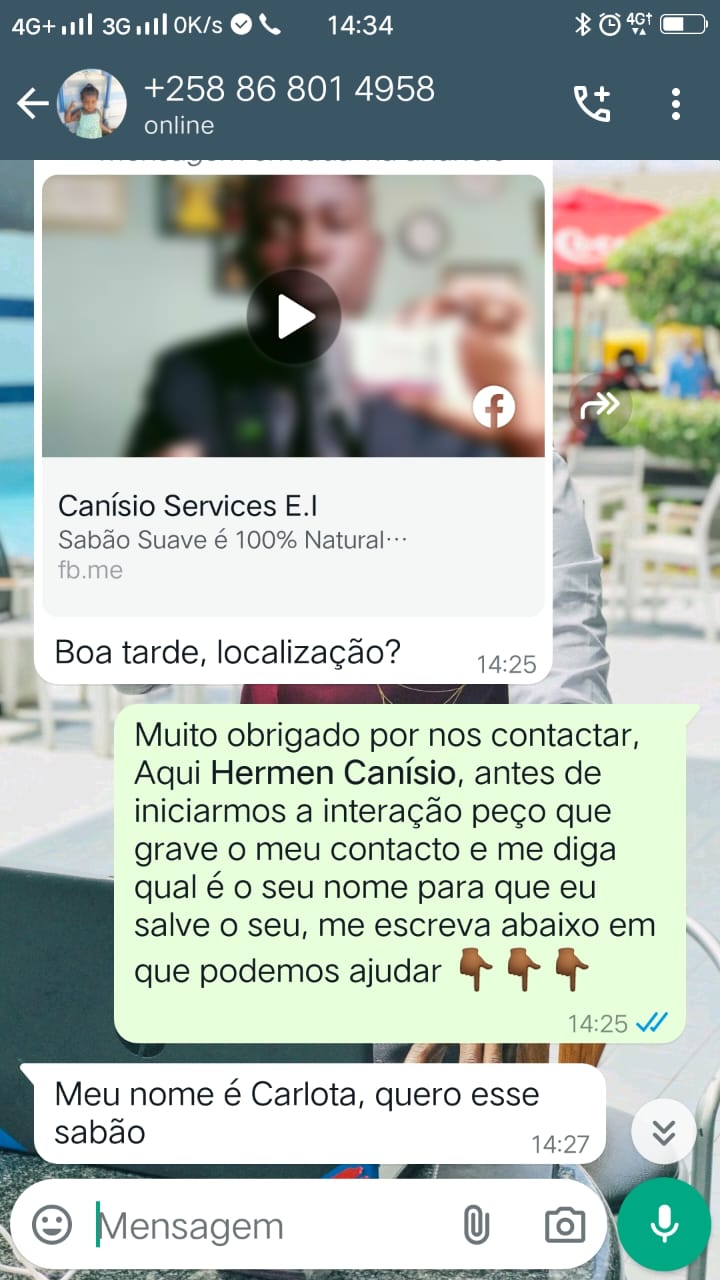 4G+ 3G 0K/s 14:34 4G†
+258 86 801 4958
online
Canísio Services E.I
Sabão Suave é 100% Natural…
fb.me
Boa tarde, localização?
14:25
Muito obrigado por nos contactar,
Aqui Hermen Canísio, antes de
iniciarmos a interação peço que
grave o meu contacto e me diga
qual é o seu nome para que eu
salve o seu, me escreva abaixo em
que podemos ajudar 👇🏾👇🏾👇🏾
14:25
Meu nome é Carlota, quero esse
sabão
14:27
Mensagem